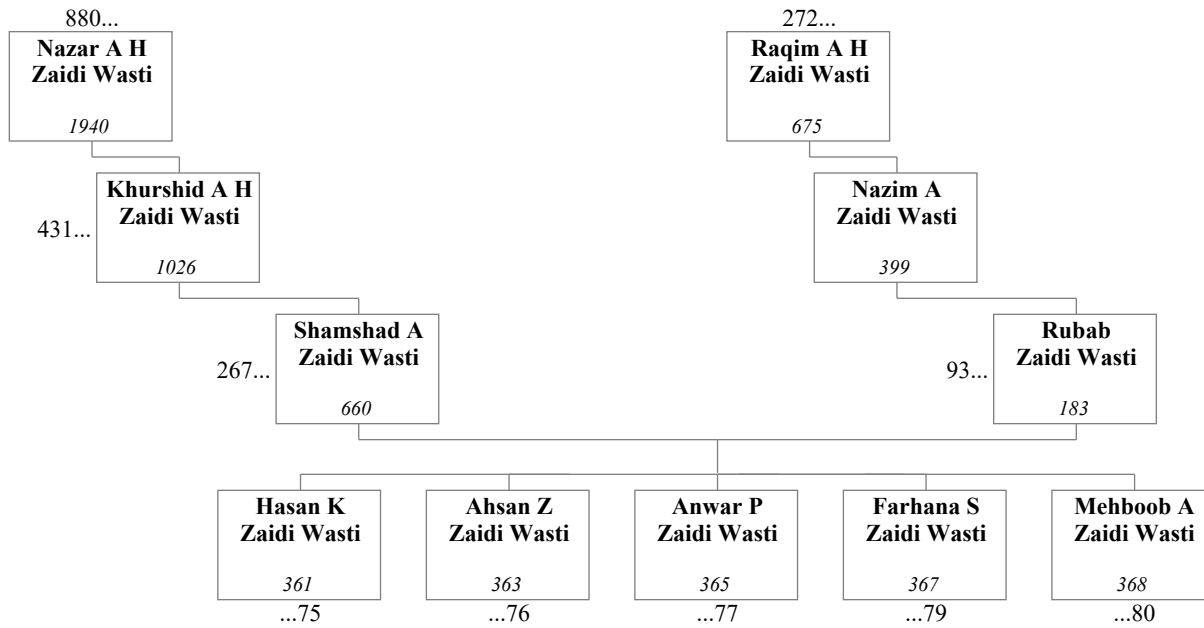 880...
Nazar A H
Zaidi Wasti
1940
272...
Raqim A H
Zaidi Wasti
675
431...
Khurshid A H
Zaidi Wasti
1026
Nazim A
Zaidi Wasti
399
267...
Shamshad A
Zaidi Wasti
660
93...
Rubab
Zaidi Wasti
183
Hasan K
Zaidi Wasti
361
...75
Ahsan Z
Zaidi Wasti
363
...76
Anwar P
Zaidi Wasti
365
...77
Farhana S
Zaidi Wasti
367
...79
Mehboob A
Zaidi Wasti
368
...80